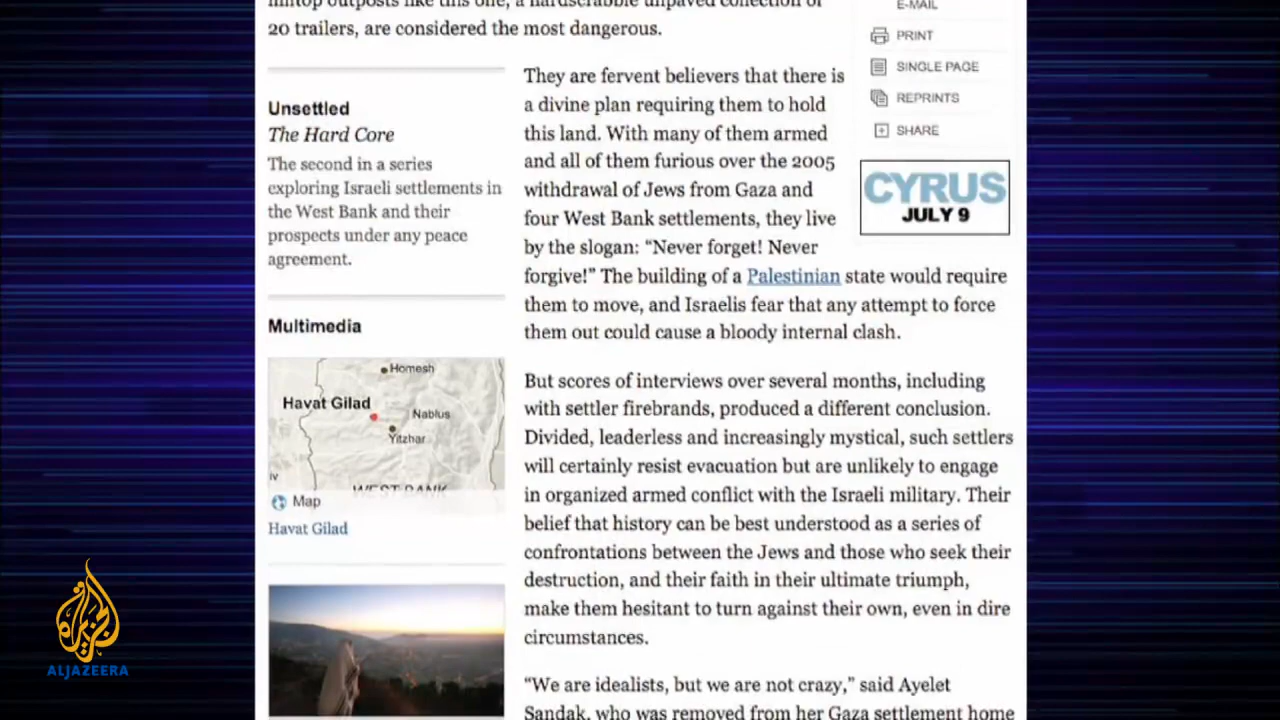 hilltop outposts like this one, a hardscrabble unpaved collection of
20 trailers, are considered the most dangerous.
Unsettled
The Hard Core
The second in a series
exploring Israeli settlements in
the West Bank and their
prospects under any peace
agreement.
Multimedia
Homesh
Havat Gilad
Nablus
Yitzhar
iv
WEST BANK
Map
Havat Gilad
They are fervent believers that there is
a divine plan requiring them to hold
this land. With many of them armed
and all of them furious over the 2005
withdrawal of Jews from Gaza and
four West Bank settlements, they live
by the slogan: “Never forget! Never
forgive!” The building of a Palestinian state would require
them to move, and Israelis fear that any attempt to force
them out could cause a bloody internal clash.
But scores of interviews over several months, including
with settler firebrands, produced a different conclusion.
Divided, leaderless and increasingly mystical, such settlers
will certainly resist evacuation but are unlikely to engage
in organized armed conflict with the Israeli military. Their
belief that history can be best understood as a series of
confrontations between the Jews and those who seek their
destruction, and their faith in their ultimate triumph,
make them hesitant to turn against their own, even in dire
circumstances.
“We are idealists, but we are not crazy,” said Ayelet
Sandak, who was removed from her Gaza settlement home
E-MAIL
PRINT
SINGLE PAGE
REPRINTS
SHARE
CYRUS
JULY 9
الجزيرة
ALJAZEERA